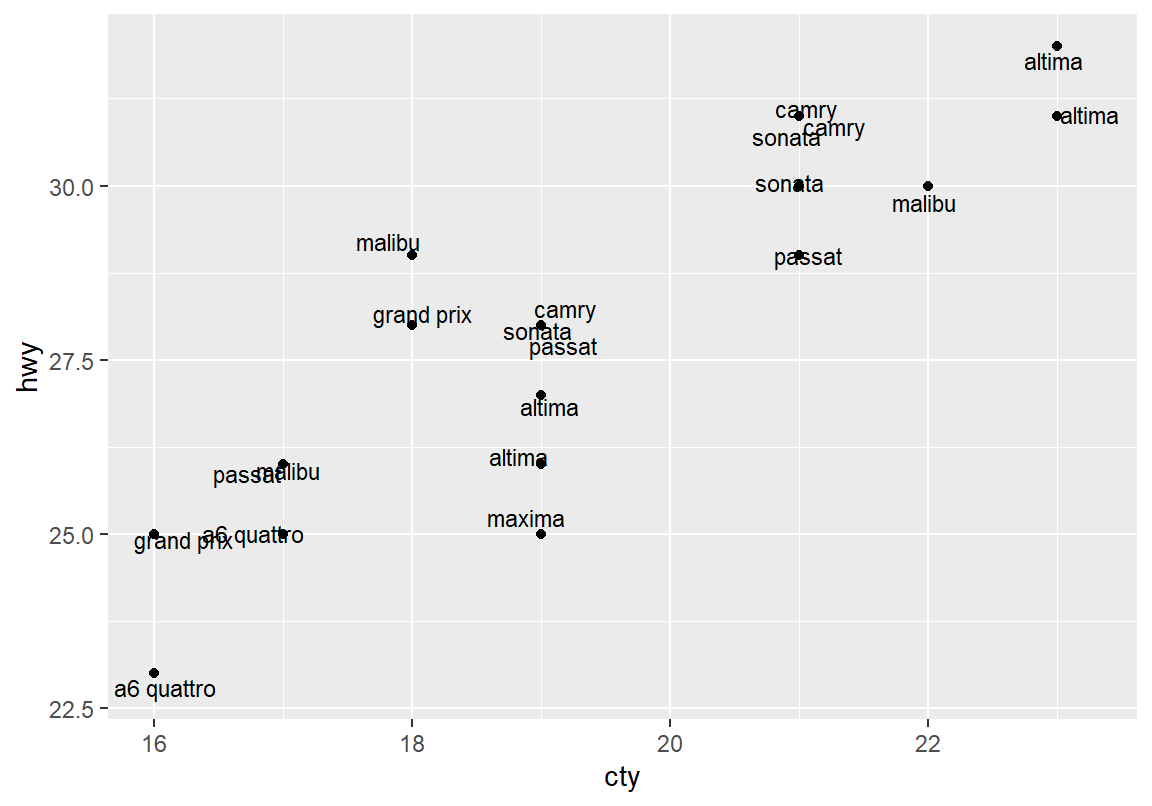 altima
camry
altima
camry
sonata
30.0
sonata
malibu
malibu
passat
camry
grand prix
sonata
27.5
passat
hwy
altima
altima
malibu
passat
maxima
25.0
a6 quattro
grand prix
a6 quattro
22.5
16
18
20
22
cty